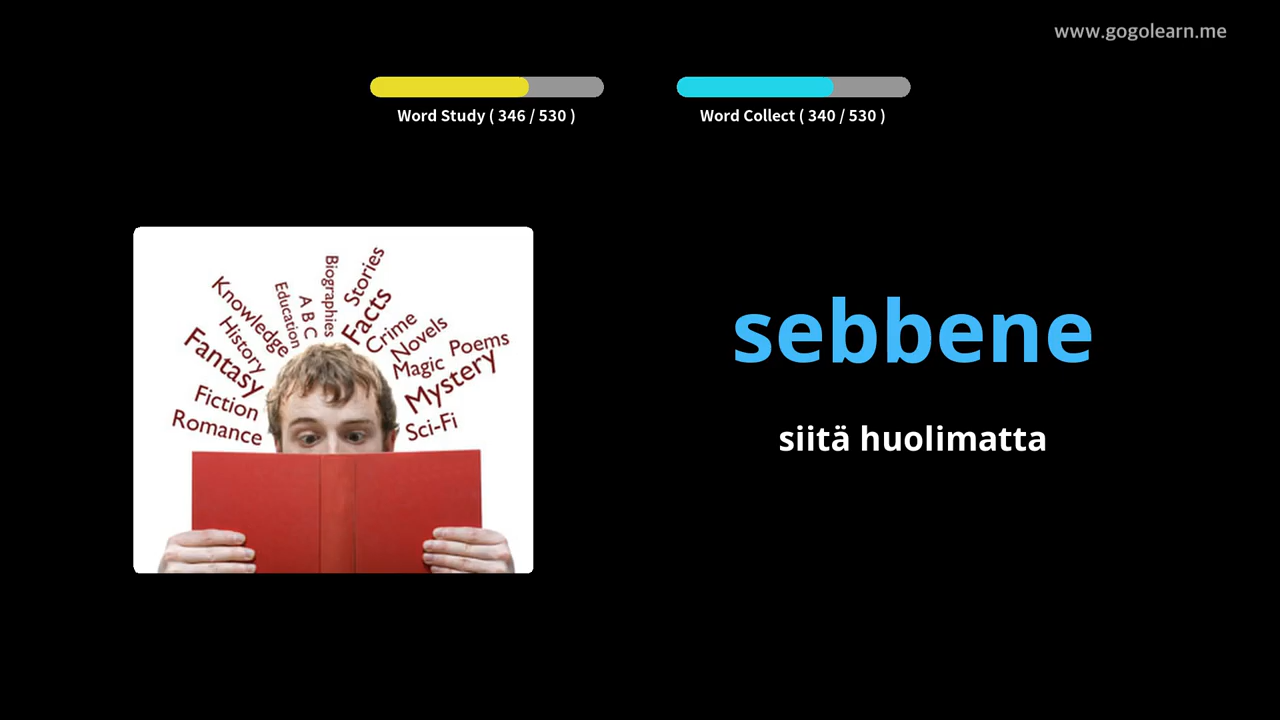 www.gogolearn.me
Word Study ( 346 / 530 )
Word Collect ( 340 / 530 )
Knowledge
Education
A B C
Biographies
Stories
Facts
Crime
Novels
Poems
History
Fantasy
Magic
Mystery
Fiction
Romance
Sci-Fi
sebbene
siitä huolimatta